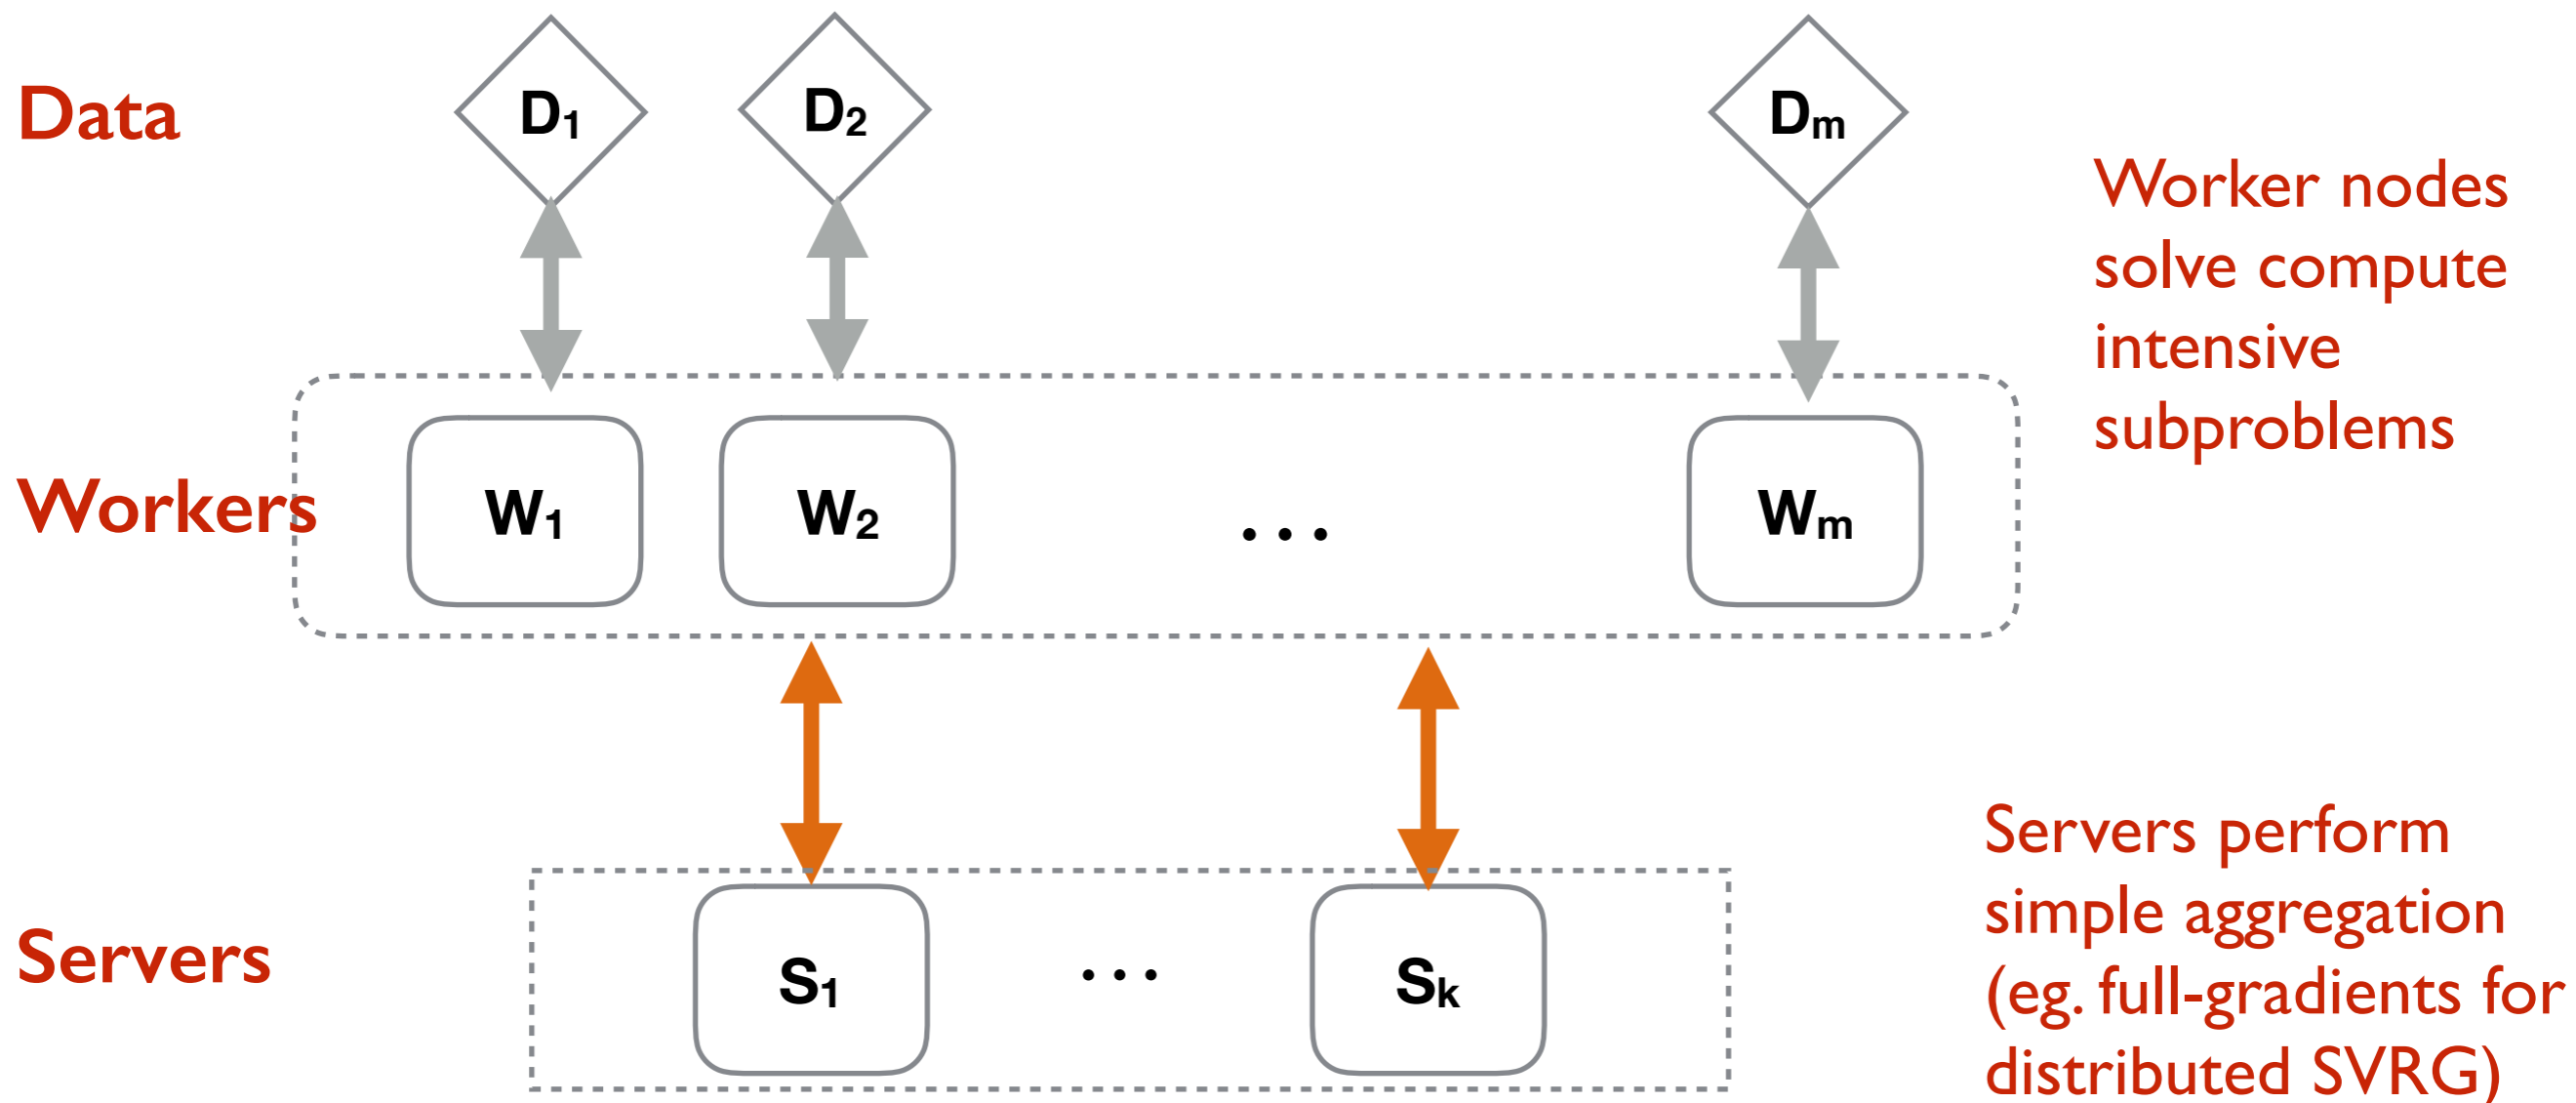 Data
D₁
D₂
Dₘ
Worker nodes
solve compute
intensive
subproblems
Workers
W₁
W₂
...
Wₘ
Servers
S₁
...
Sₖ
Servers perform
simple aggregation
(eg. full-gradients for
distributed SVRG)